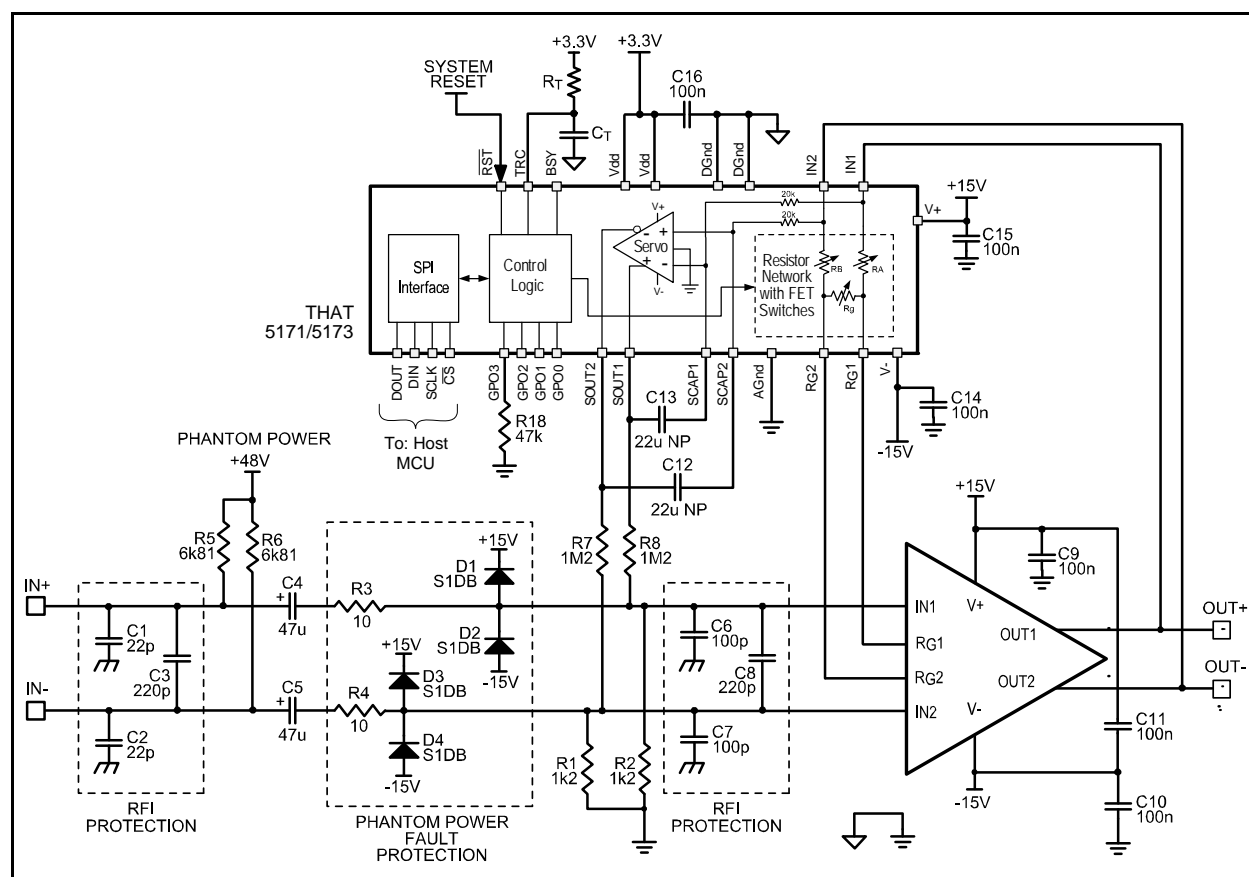 +3.3V
+3.3V
SYSTEM
RESET
RT
CT
C16
100n
RST
TRC
BSY
Vdd
Vdd
DGnd
DGnd
IN2
IN1
+15V
V+
C15
100n
20k
20k
V+
-
+
Servo
+
-
V-
SPI
Interface
Control
Logic
Resistor
Network
with FET
Switches
RB
RA
Rg
THAT
5171/5173
DOUT
DIN
SCLK
CS
GPO3
GPO2
GPO1
GPO0
SOUT2
SOUT1
SCAP1
SCAP2
AGnd
RG2
RG1
V-
To: Host
MCU
R18
47k
C13
22u NP
C12
22u NP
C14
100n
-15V
PHANTOM POWER
+48V
R5
6k81
R6
6k81
R7
1M2
R8
1M2
+15V
C9
100n
IN+
C1
22p
C3
220p
C4
+
47u
R3
10
+15V
D1
S1DB
D2
S1DB
-15V
+15V
D3
S1DB
C6
100p
C8
220p
IN1
RG1
RG2
IN2
V+
OUT1
OUT2
V-
OUT+
-
OUT-
-
IN-
C2
22p
C5
+
47u
R4
10
D4
S1DB
-15V
R1
1k2
R2
1k2
C7
100p
C11
100n
-15V
C10
100n
RFI
PROTECTION
PHANTOM POWER
FAULT
PROTECTION
RFI
PROTECTION